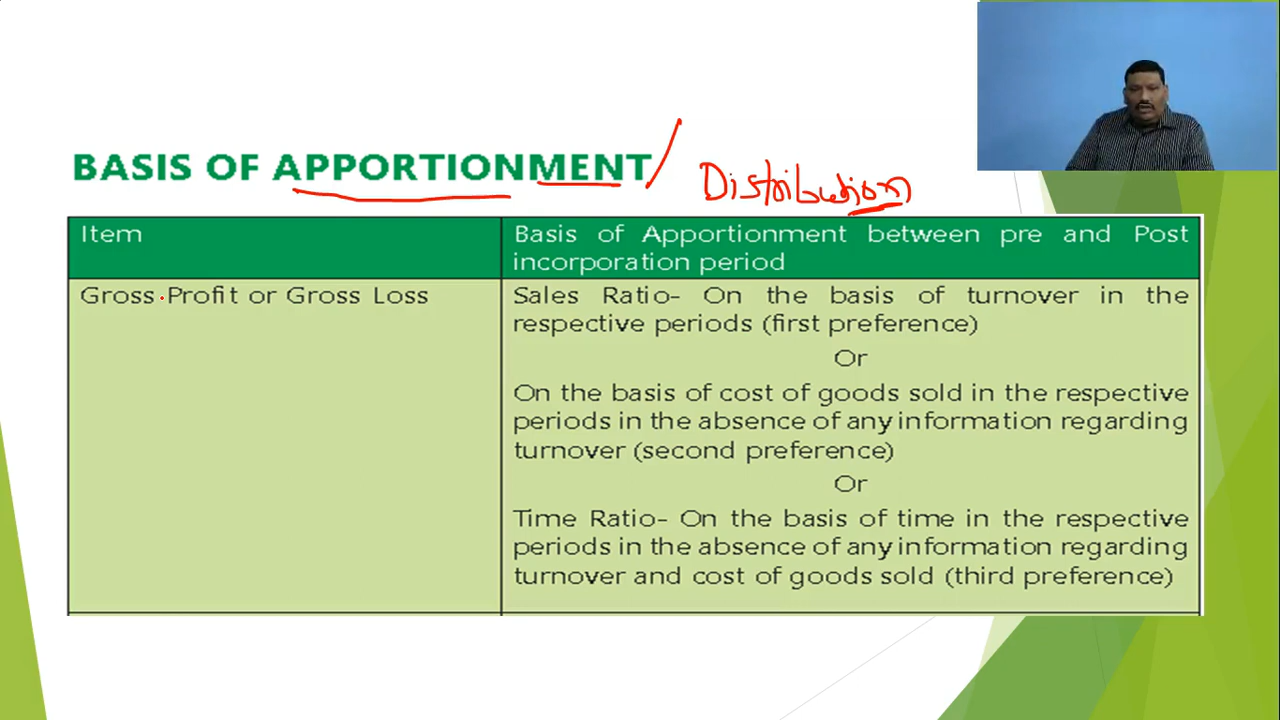 BASIS OF APPORTIONMENT/ Distribution
Item
Basis of Apportionment between pre and Post
incorporation period
Gross Profit or Gross Loss
Sales Ratio- On the basis of turnover in the
respective periods (first preference)
Or
On the basis of cost of goods sold in the respective
periods in the absence of any information regarding
turnover (second preference)
Or
Time Ratio- On the basis of time in the respective
periods in the absence of any information regarding
turnover and cost of goods sold (third preference)